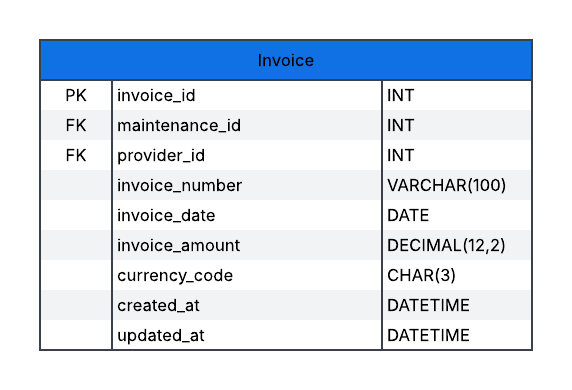 Invoice
PK invoice_id INT
FK maintenance_id INT
FK provider_id INT
invoice_number VARCHAR(100)
invoice_date DATE
invoice_amount DECIMAL(12,2)
currency_code CHAR(3)
created_at DATETIME
updated_at DATETIME